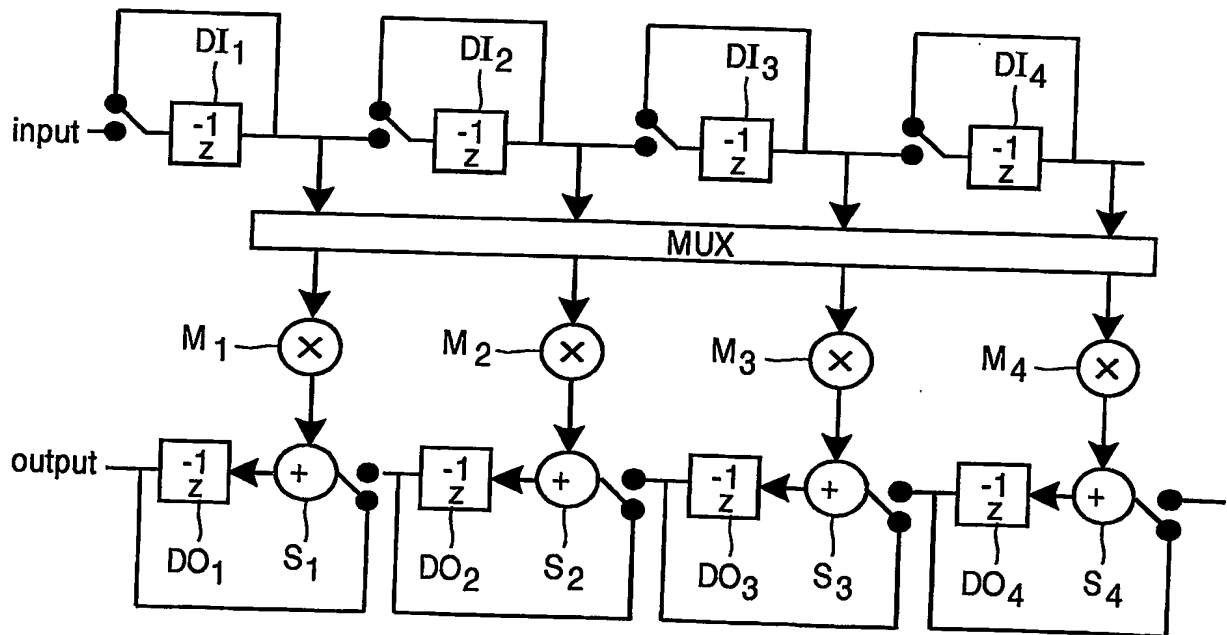 DI1 DI2 DI3 DI4
input -1 z -1 z -1 z -1 z
MUX
M1 M2 M3 M4
× × × ×
output -1 z + -1 z + -1 z + -1 z +
DO1 S1 DO2 S2 DO3 S3 DO4 S4